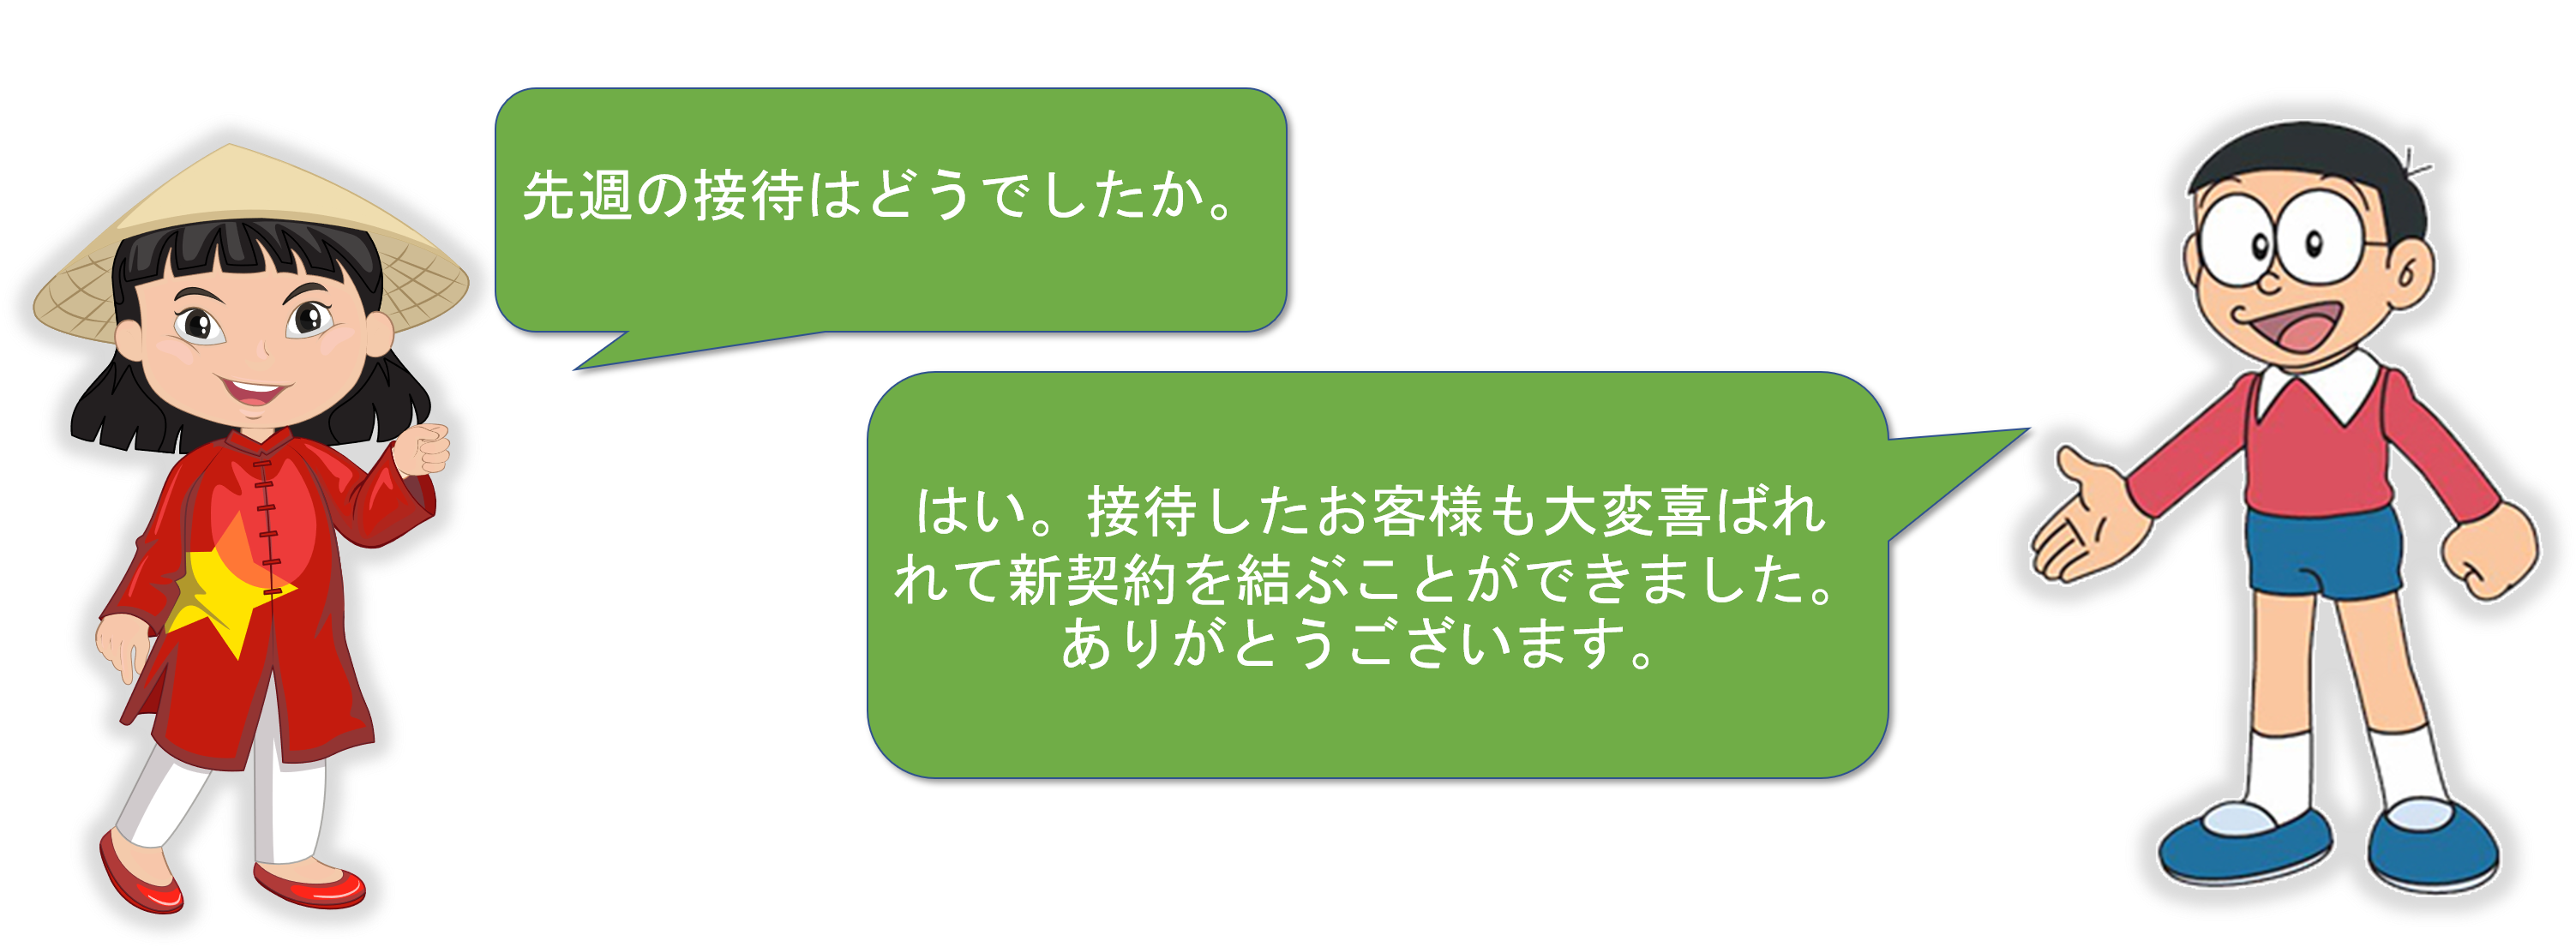 先週の接待はどうでしたか。
はい。接待したお客様も大変喜ばれ
れて新契約を結ぶことができました。
ありがとうございます。